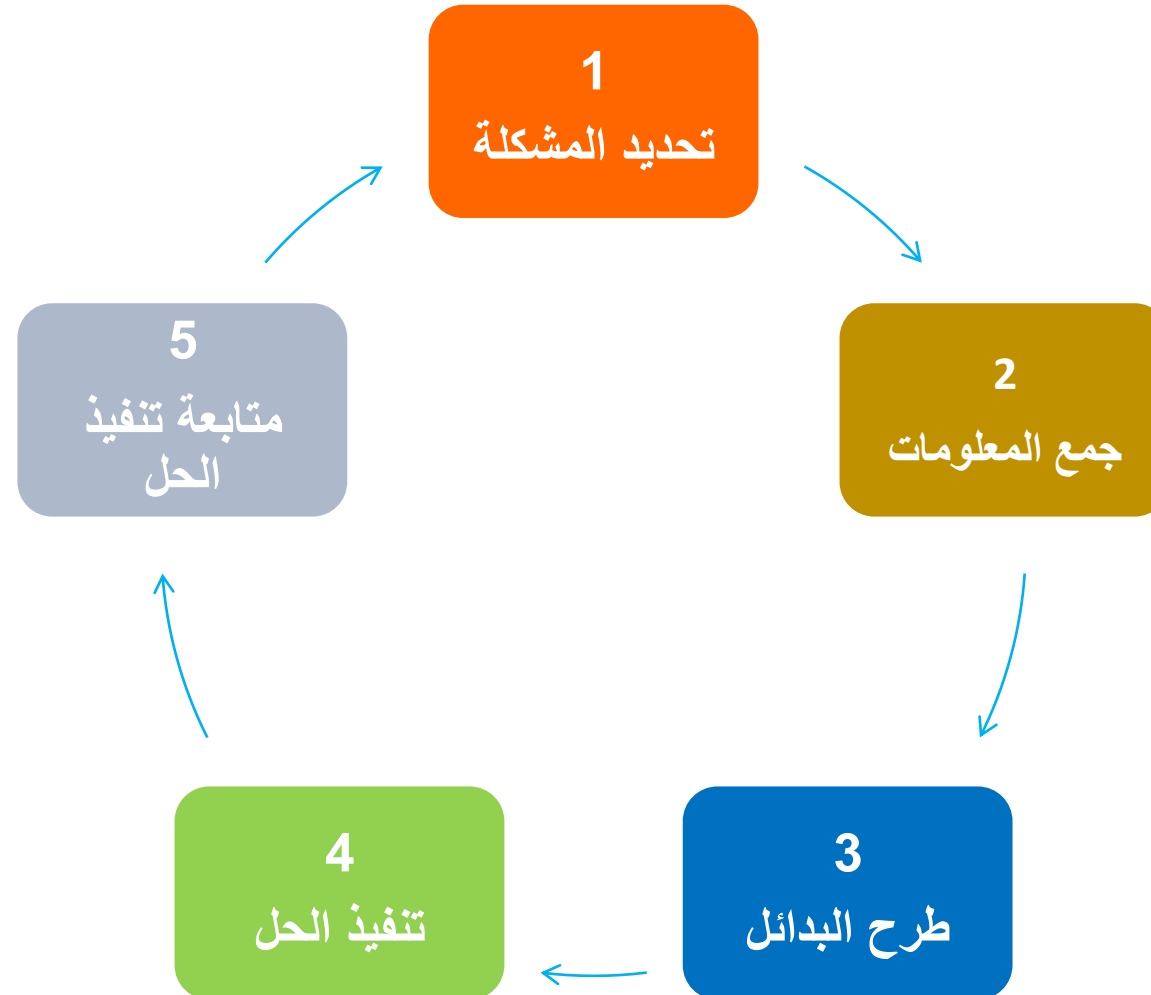 1
تحديد المشكلة
2
جمع المعلومات
3
طرح البدائل
4
تنفيذ الحل
5
متابعة تنفيذ
الحل